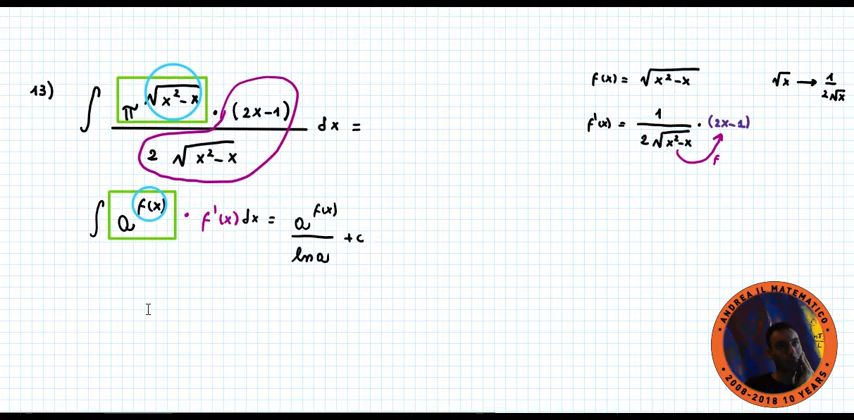 13) ∫ π^√(x²-x) · (2x-1) / 2 √(x²-x) dx =
∫ a^f(x) · f'(x) dx = a^f(x) / ln a + c
f(x) = √(x²-x)
√x → 1 / 2√x
f'(x) = 1 / 2√(x²-x) · (2x-1)
F
• ANDREA IL MATEMATICO •
2008-2018 10 YEARS